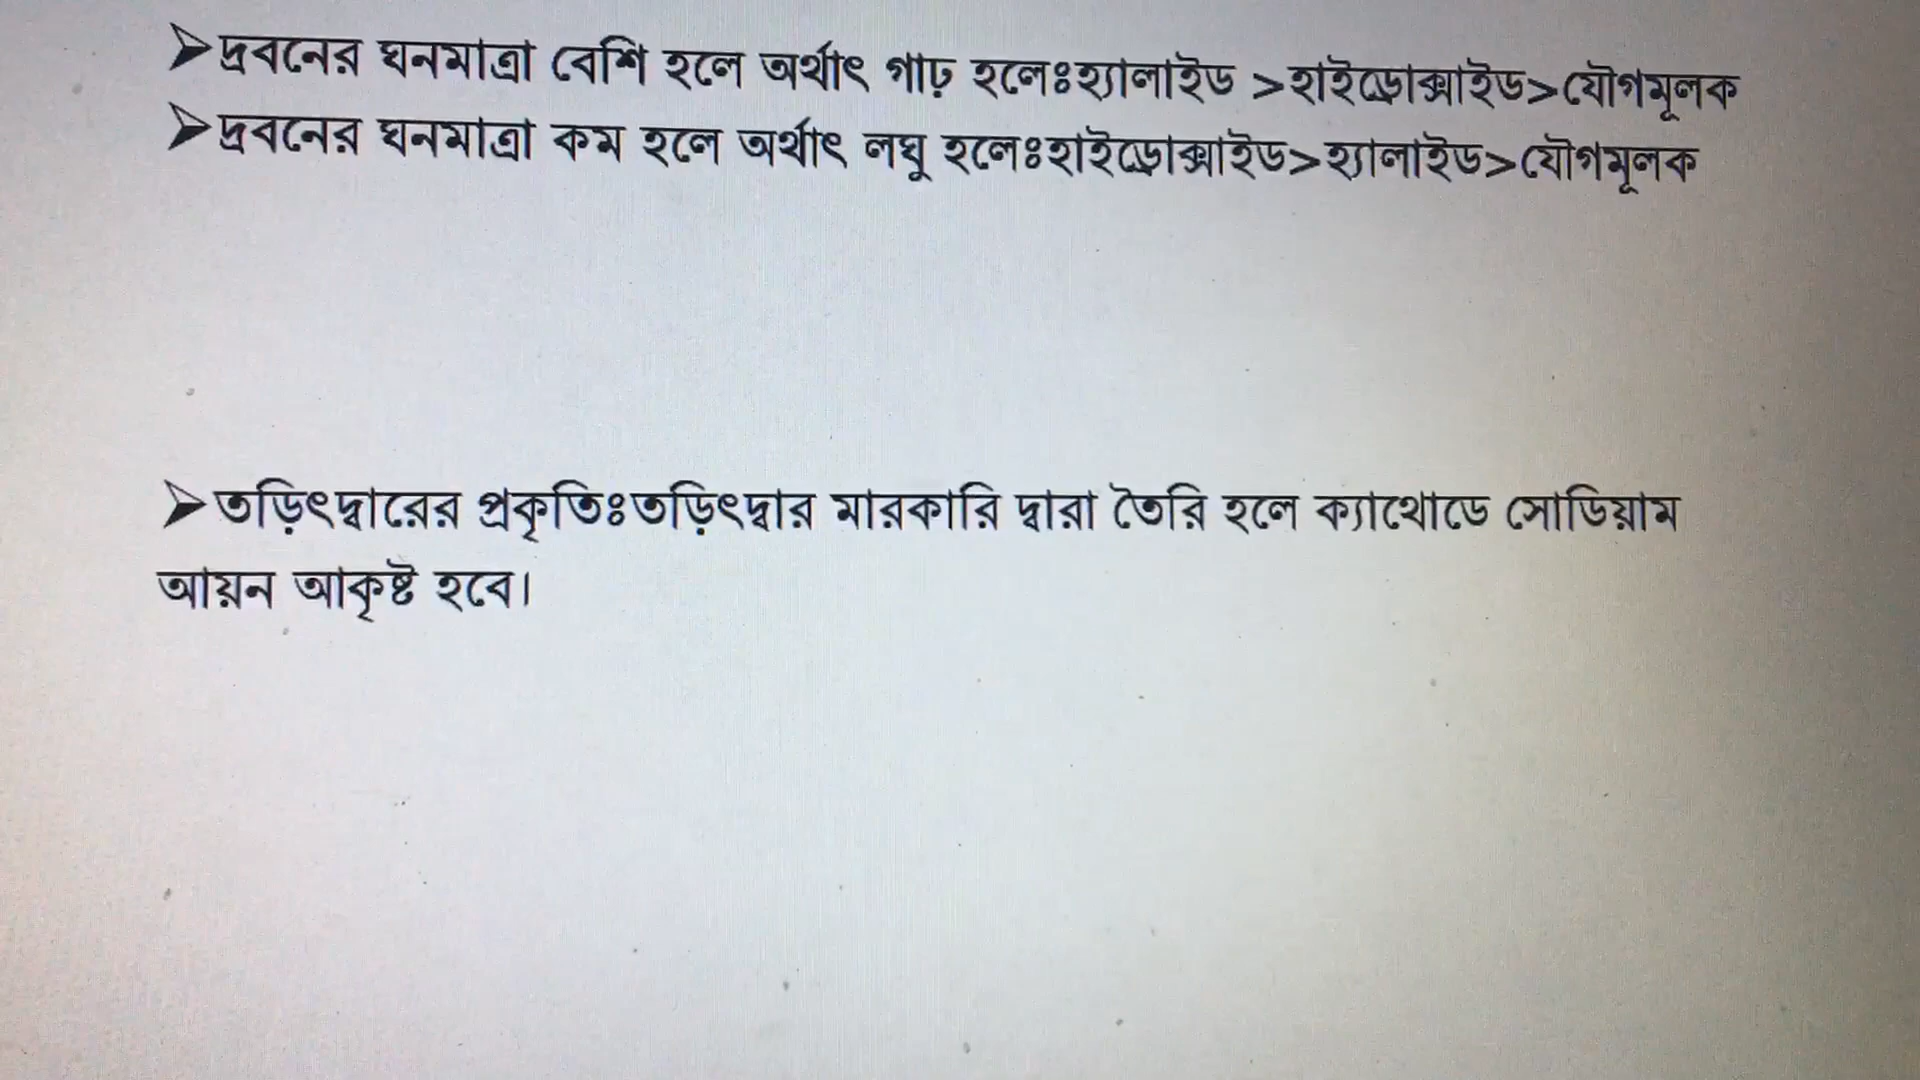 ➢দ্রবনের ঘনমাত্রা বেশি হলে অর্থাৎ গাঢ় হলেঃহ্যালাইড >হাইড্রোক্সাইড>যৌগমূলক
➢দ্রবনের ঘনমাত্রা কম হলে অর্থাৎ লঘু হলেঃহাইড্রোক্সাইড>হ্যালাইড>যৌগমূলক
➢তড়িৎদ্বারের প্রকৃতিঃতড়িৎদ্বার মারকারি দ্বারা তৈরি হলে ক্যাথোডে সোডিয়াম
আয়ন আকৃষ্ট হবে।